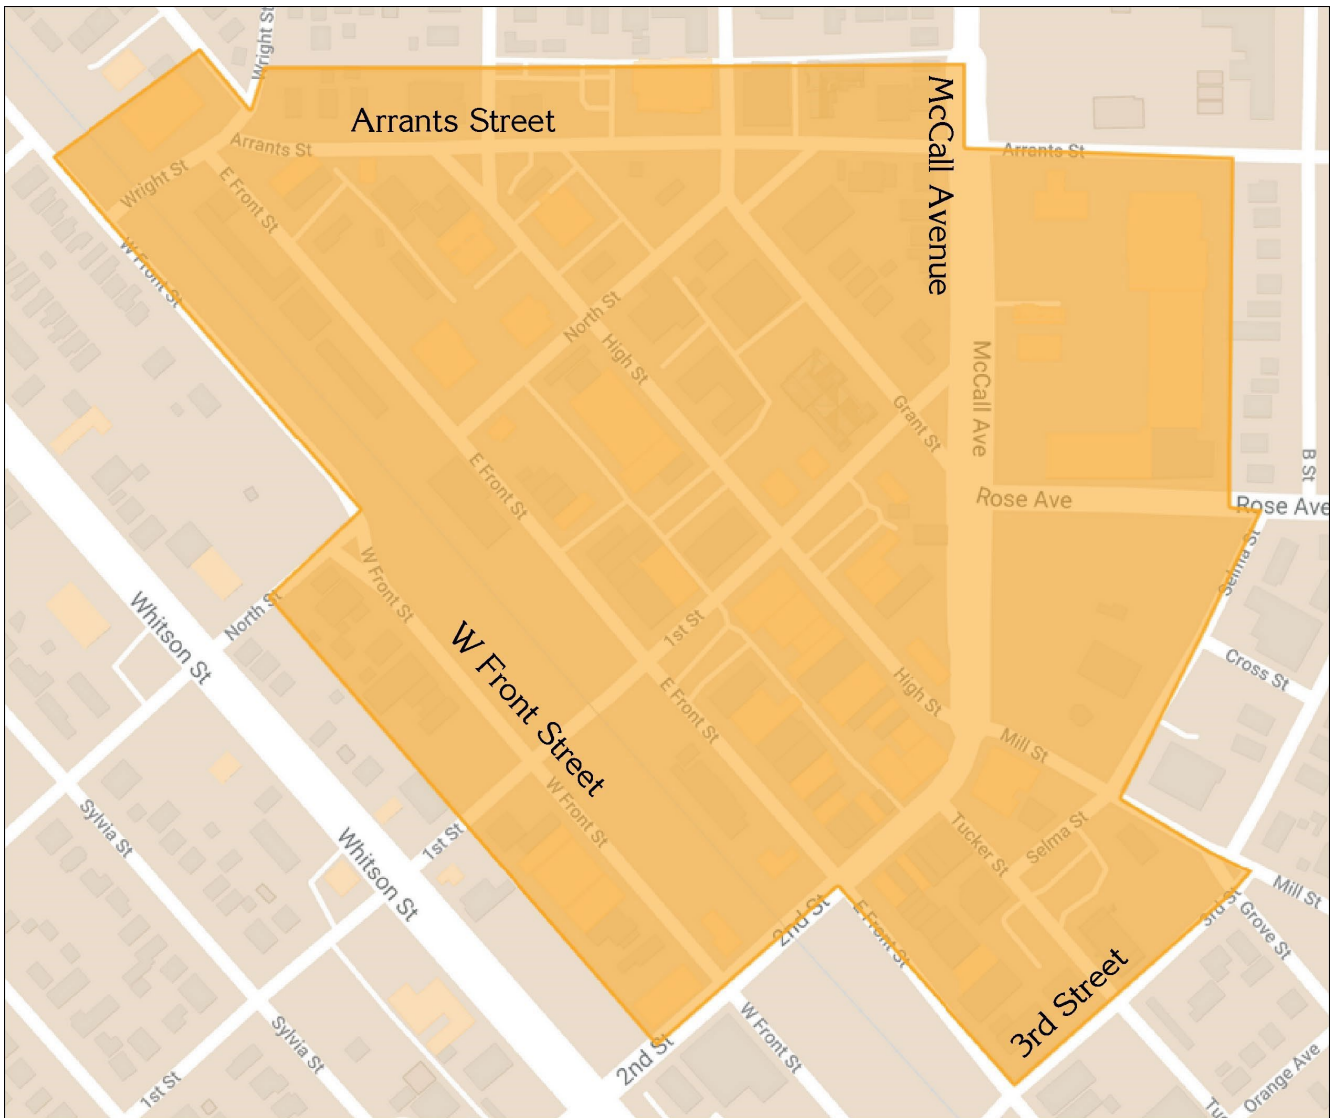 Wright St
Arrants Street
McCall Avenue
Arrants St
Arrants St
Wright St
E Front St
W Front St
North St
High St
McCall Ave
Grant St
B St
E Front St
Rose Ave
Rose Ave
Selma St
W Front St
North St
Whitson St
W Front Street
1st St
Cross St
E Front St
High St
Mill St
W Front St
Sylvia St
1st St
Whitson St
Tucker St
Selma St
Mill St
2nd St
E Front St
3rd St
Grove St
3rd Street
W Front St
2nd St
Sylvia St
1st St
Orange Ave